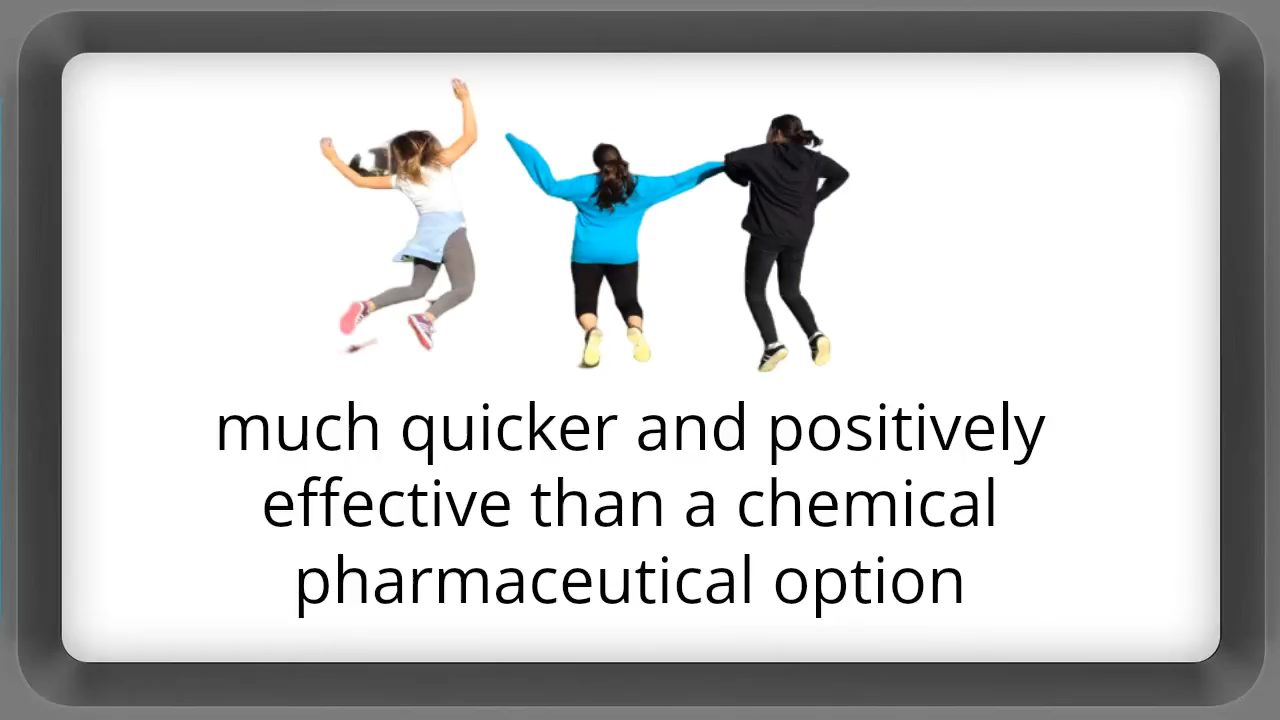 much quicker and positively
effective than a chemical
pharmaceutical option